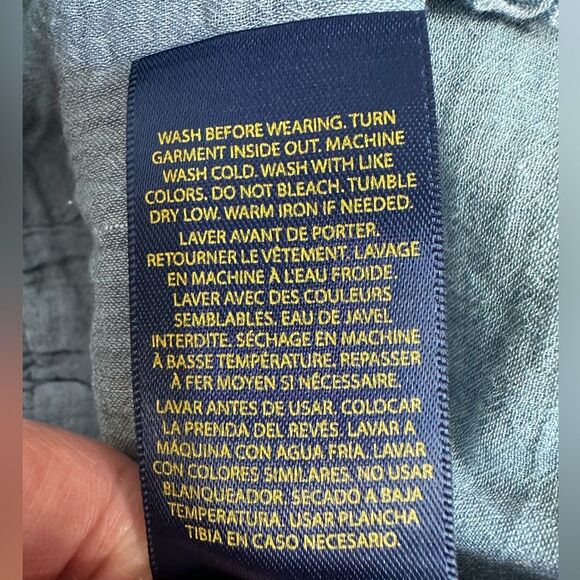 WASH BEFORE WEARING. TURN
GARMENT INSIDE OUT. MACHINE
WASH COLD. WASH WITH LIKE
COLORS. DO NOT BLEACH. TUMBLE
DRY LOW. WARM IRON IF NEEDED.
LAVER AVANT DE PORTER.
RETOURNER LE VÊTEMENT. LAVAGE
EN MACHINE À L'EAU FROIDE.
LAVER AVEC DES COULEURS
SEMBLABLES. EAU DE JAVEL
INTERDITE. SÉCHAGE EN MACHINE
À BASSE TEMPÉRATURE. REPASSER
À FER MOYEN SI NÉCESSAIRE.
LAVAR ANTES DE USAR. COLOCAR
LA PRENDA DEL REVÉS. LAVAR A
MÁQUINA CON AGUA FRÍA. LAVAR
CON COLORES SIMILARES. NO USAR
BLANQUEADOR. SECADO A BAJA
TEMPERATURA. USAR PLANCHA
TIBIA EN CASO NECESARIO.